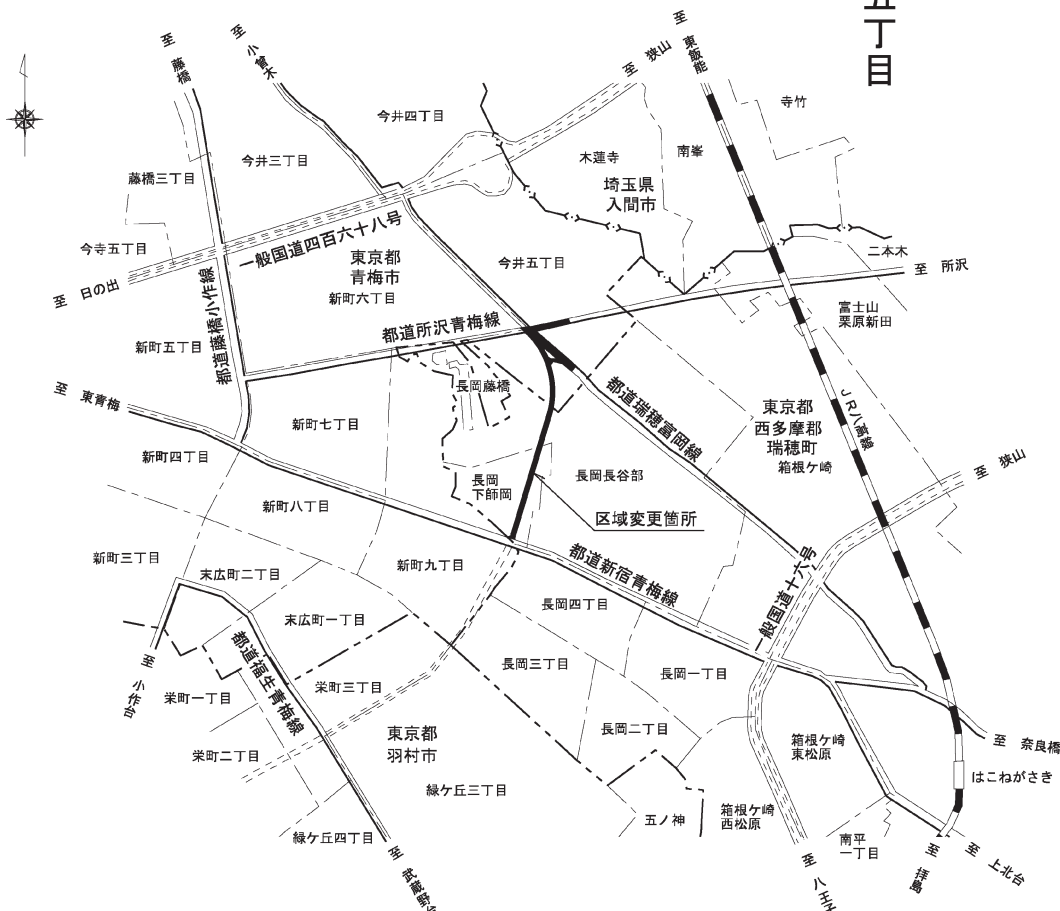 五丁目
至 藤橋
至 小曾木
至 狭山
至 東飯能
寺竹
今井四丁目
今井三丁目
藤橋三丁目
木蓮寺
南峯
埼玉県
入間市
今寺五丁目
至 日の出
一般国道四百六十八号
東京都
青梅市
新町六丁目
今井五丁目
二本木
至 所沢
富士山
栗原新田
都道藤橋小作線
都道所沢青梅線
新町五丁目
至 東青梅
長岡藤橋
都道瑞穂富岡線
東京都
西多摩郡
瑞穂町
箱根ケ崎
JR八高線
新町七丁目
新町四丁目
長岡
下師岡
長岡長谷部
至 狭山
新町八丁目
区域変更箇所
新町三丁目
末広町二丁目
新町九丁目
都道新宿青梅線
一般国道十六号
末広町一丁目
長岡四丁目
都道福生青梅線
至 小作台
栄町一丁目
栄町三丁目
長岡三丁目
長岡一丁目
栄町二丁目
東京都
羽村市
長岡二丁目
箱根ケ崎
東松原
至 奈良橋
はこねがさき
緑ケ丘三丁目
五ノ神
箱根ケ崎
西松原
緑ケ丘四丁目
南平
一丁目
至 武蔵野
至 八王子
至 拝島
至 上北台